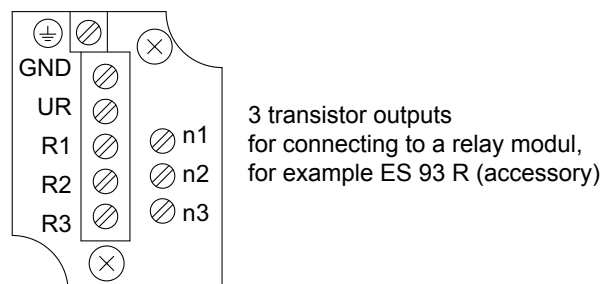 GND
UR
R1
R2
R3
n1
n2
n3
3 transistor outputs
for connecting to a relay modul,
for example ES 93 R (accessory)